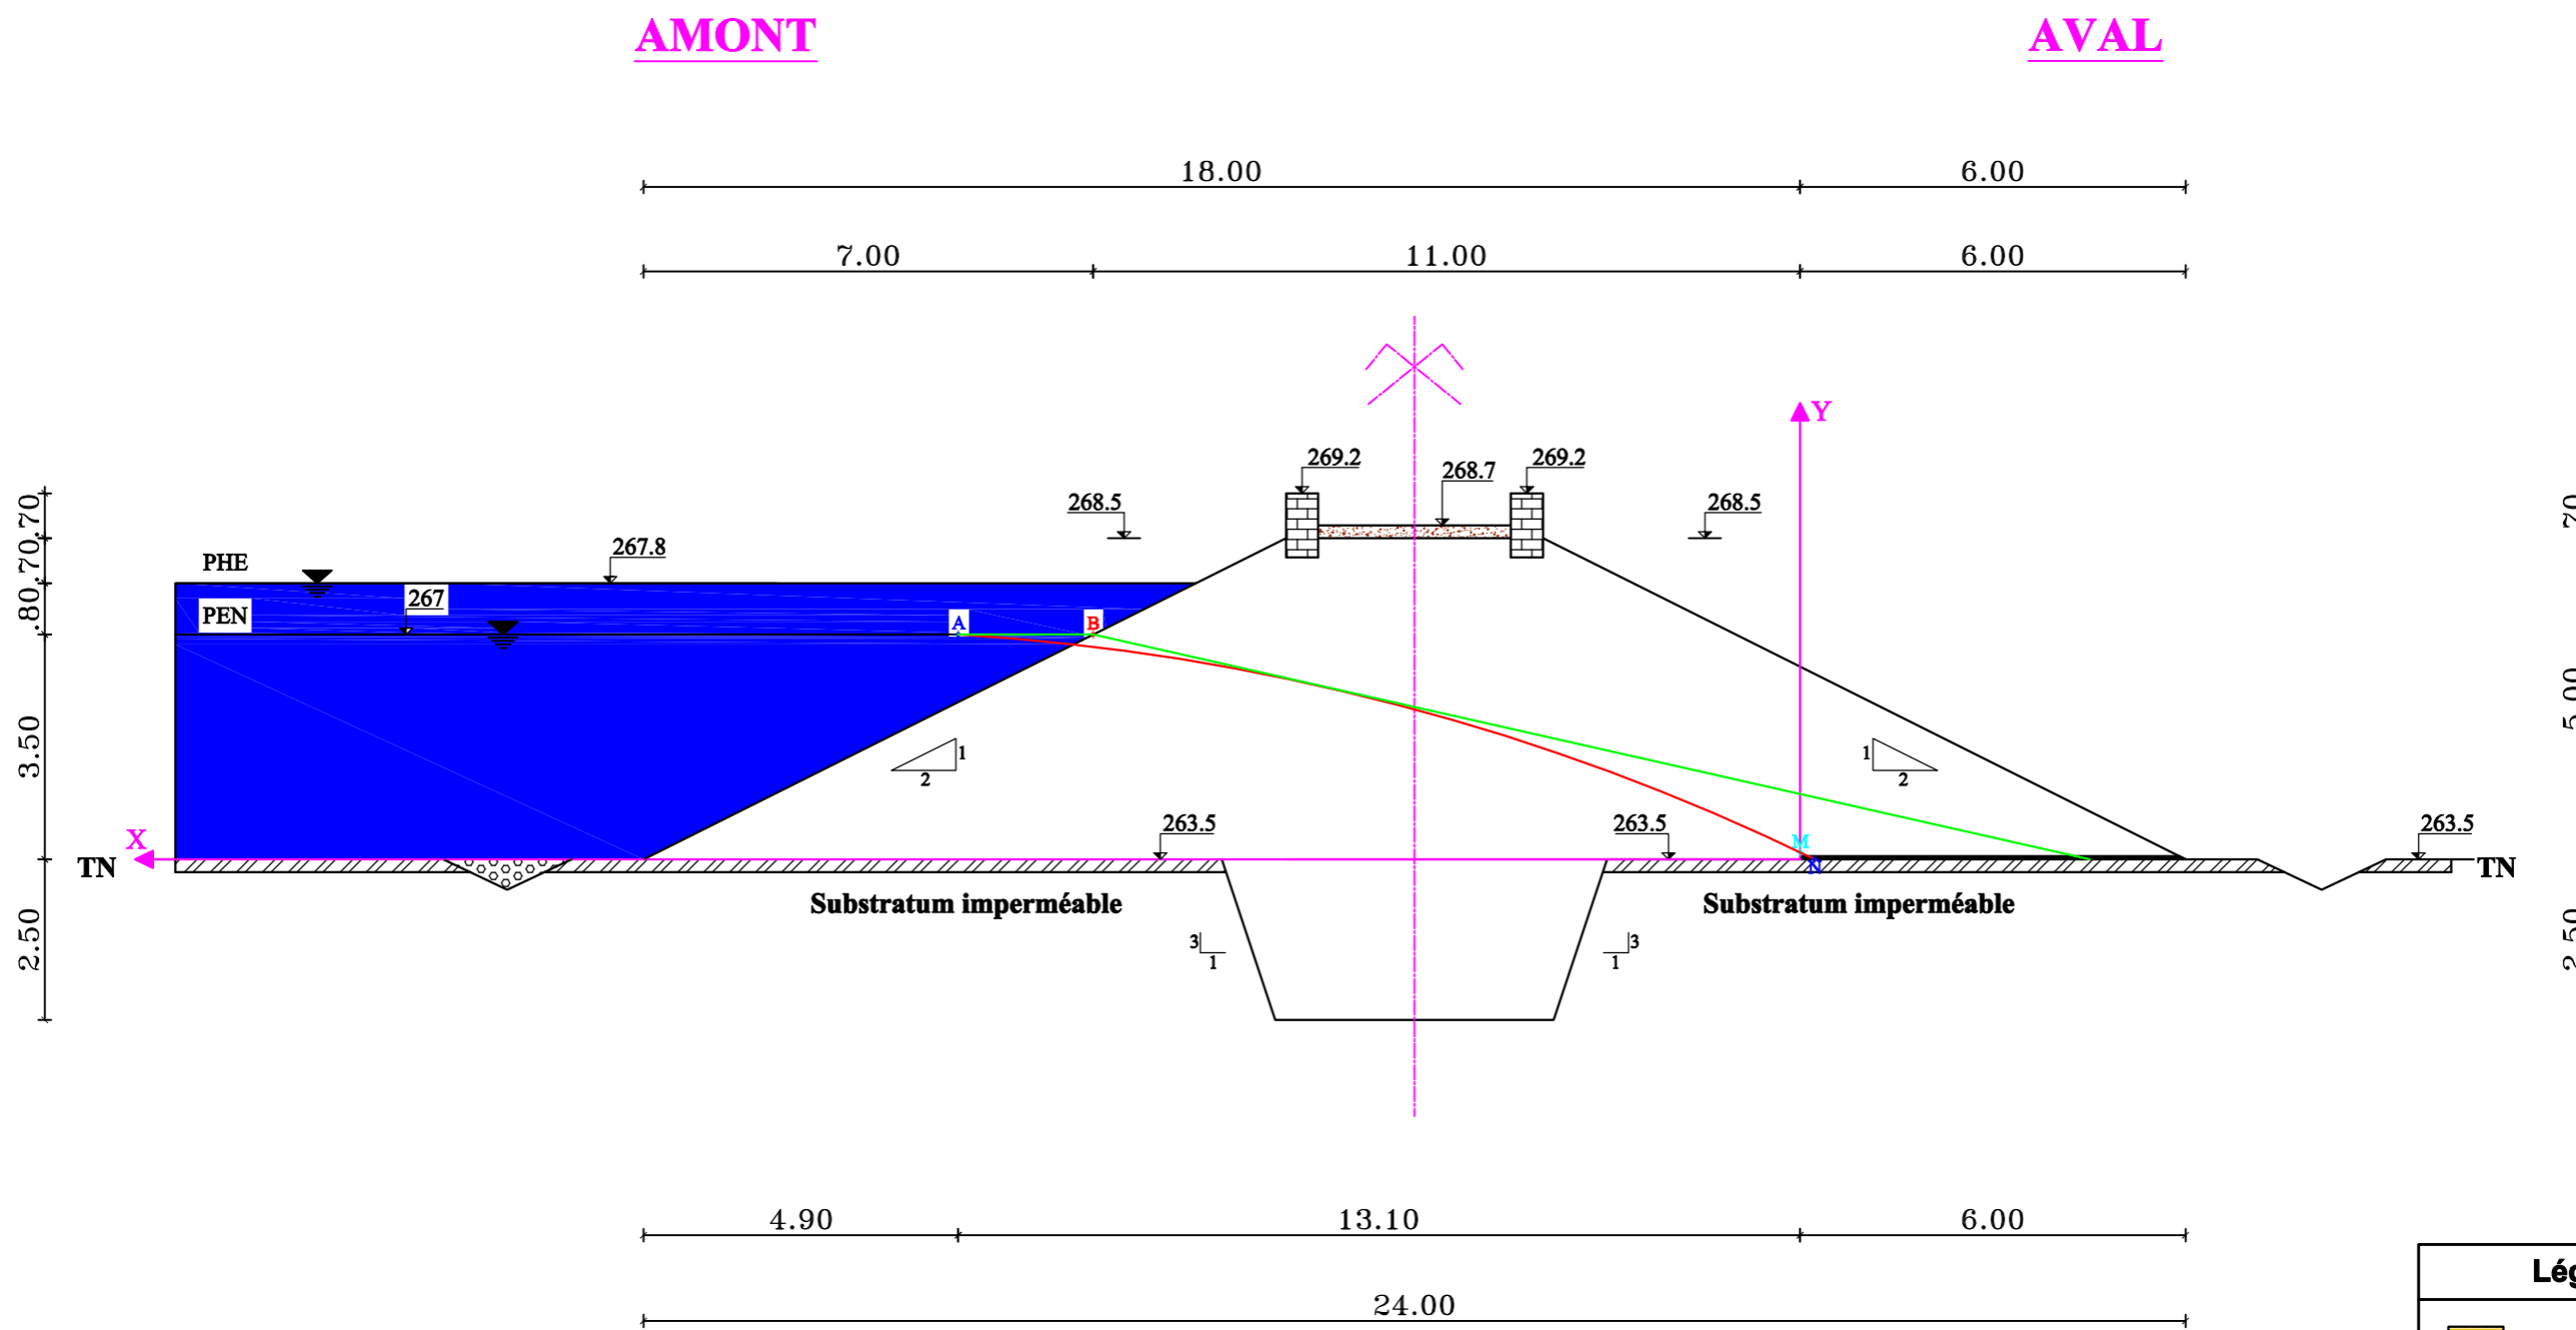 AMONT AVAL
18.00 6.00
7.00 11.00 6.00
Y
269.2 268.7 269.2
268.5 268.5
.70 .70 .80 3.50 2.50
PHE 267.8
PEN 267
A B
1 2
1 2
X 263.5 263.5 M 263.5
TN N TN
Substratum imperméable Substratum imperméable
3 1
3 1
4.90 13.10 6.00
24.00